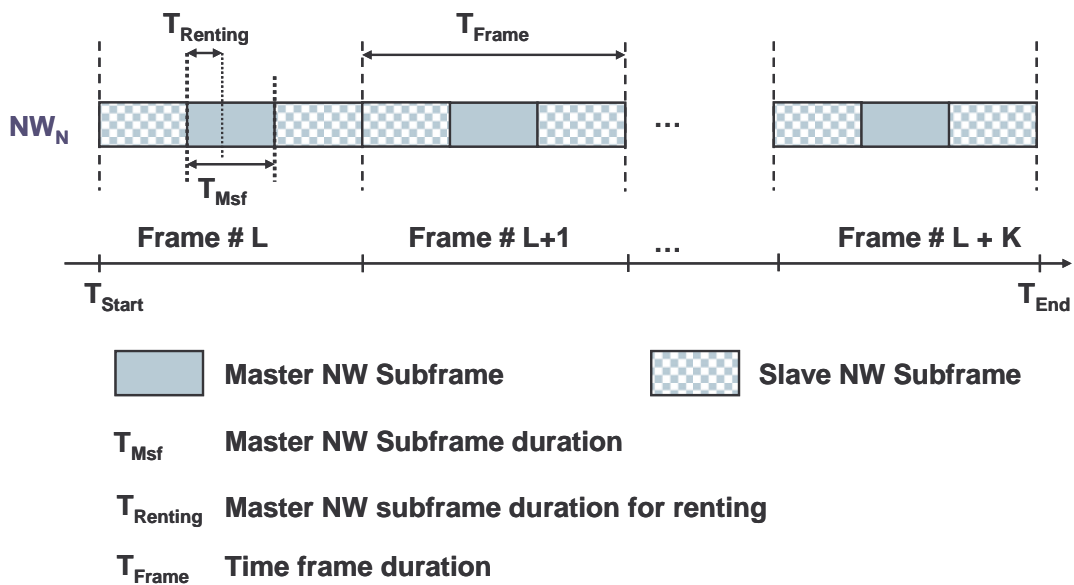 T_Renting
T_Frame
NW_N
...
T_Msf
Frame # L
Frame # L+1
...
Frame # L + K
T_Start
T_End
Master NW Subframe
Slave NW Subframe
T_Msf Master NW Subframe duration
T_Renting Master NW subframe duration for renting
T_Frame Time frame duration